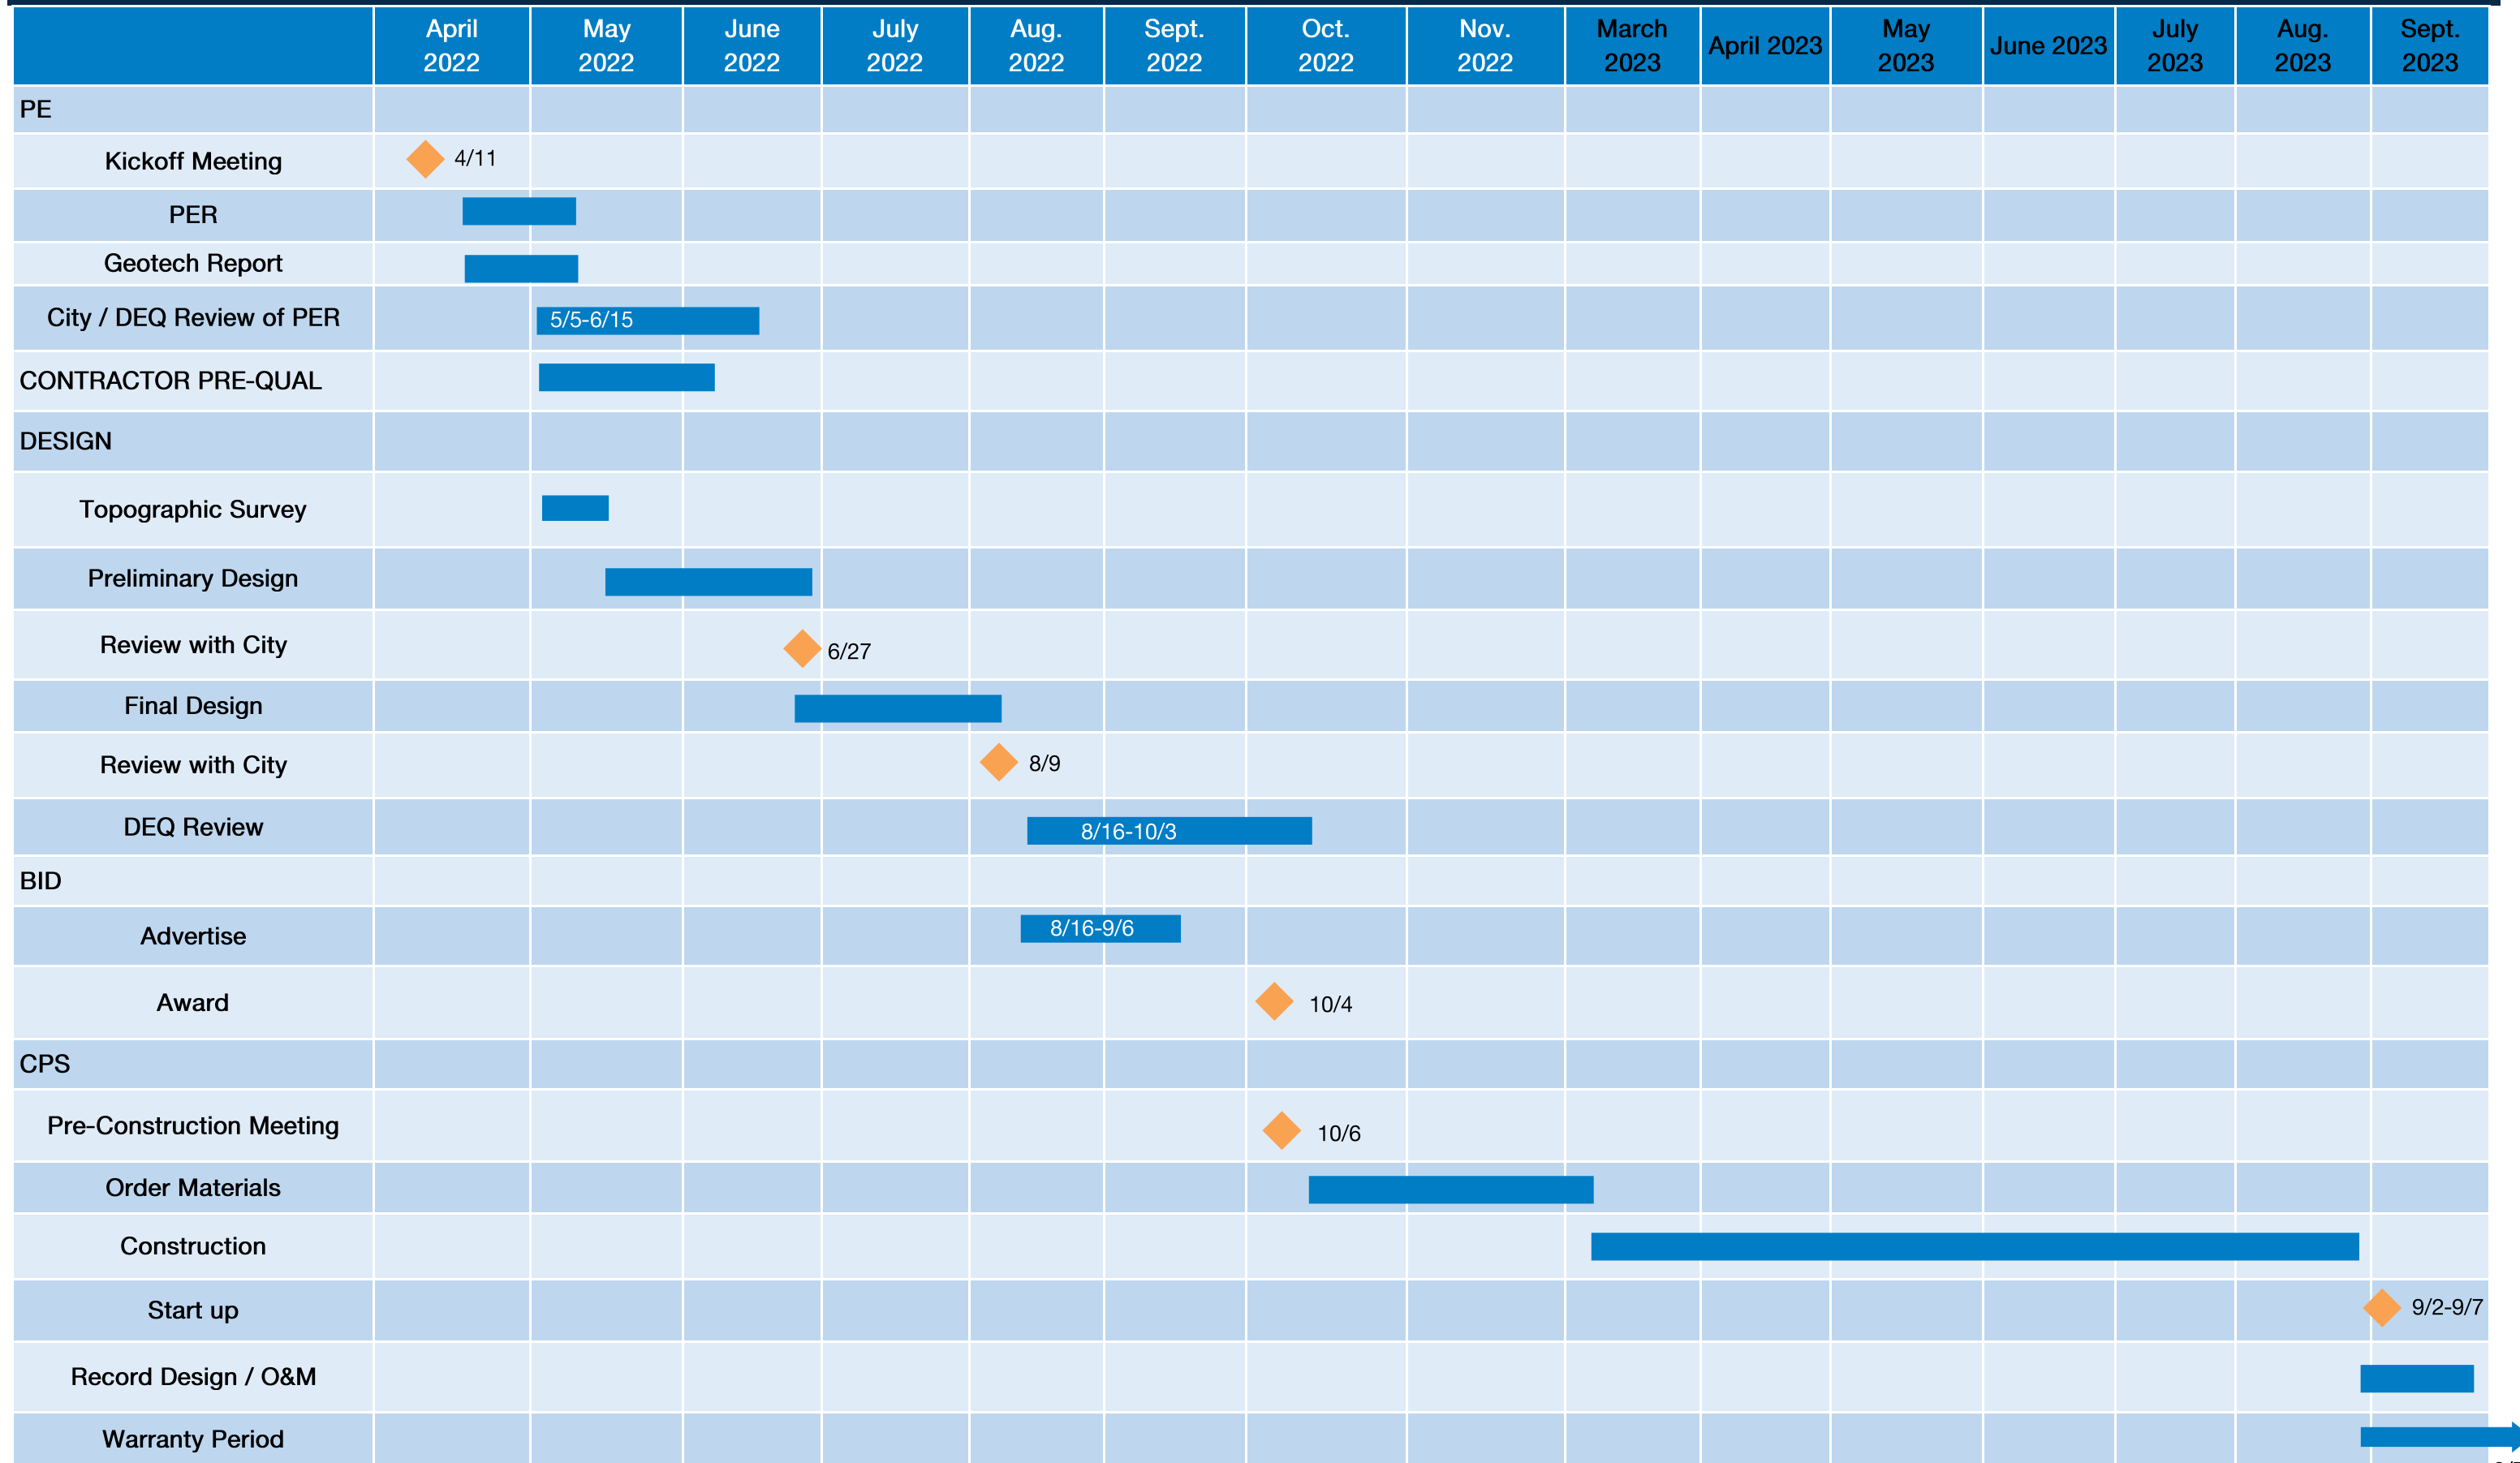 April 2022
May 2022
June 2022
July 2022
Aug. 2022
Sept. 2022
Oct. 2022
Nov. 2022
March 2023
April 2023
May 2023
June 2023
July 2023
Aug. 2023
Sept. 2023
PE
Kickoff Meeting 4/11
PER
Geotech Report
City / DEQ Review of PER 5/5-6/15
CONTRACTOR PRE-QUAL
DESIGN
Topographic Survey
Preliminary Design
Review with City 6/27
Final Design
Review with City 8/9
DEQ Review 8/16-10/3
BID
Advertise 8/16-9/6
Award 10/4
CPS
Pre-Construction Meeting 10/6
Order Materials
Construction
Start up 9/2-9/7
Record Design / O&M
Warranty Period